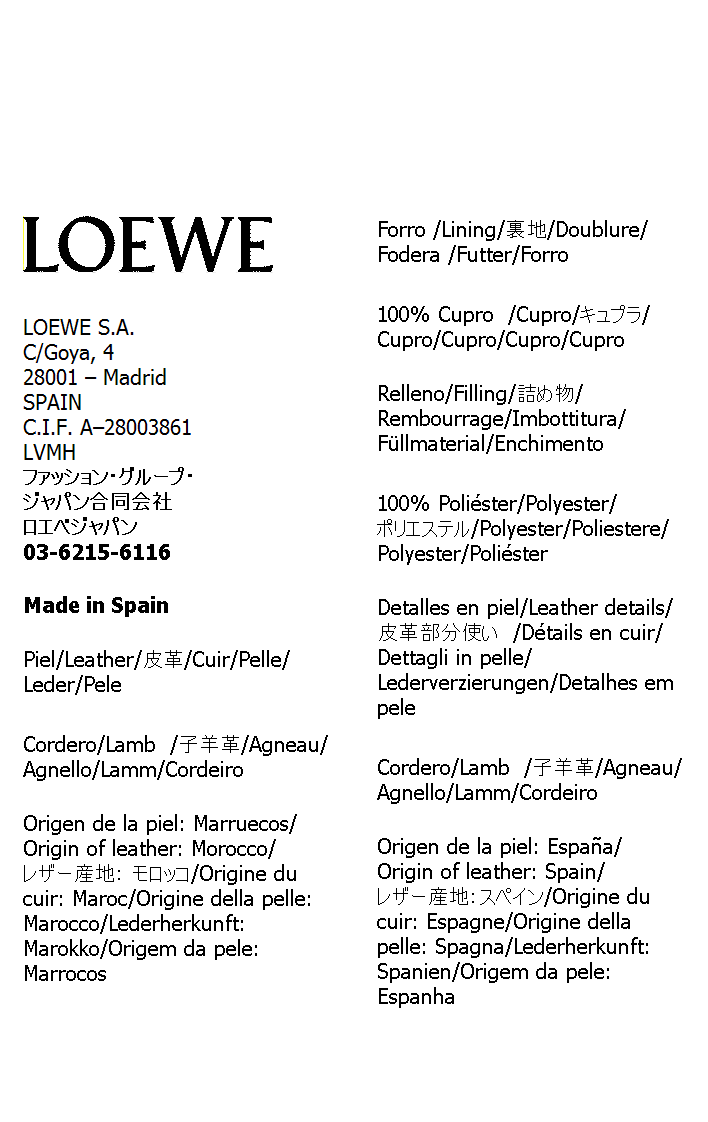 LOEWE
LOEWE S.A.
C/Goya, 4
28001 – Madrid
SPAIN
C.I.F. A–28003861
LVMH
ファッション・グループ・
ジャパン合同会社
ロエベジャパン
03-6215-6116
Made in Spain
Piel/Leather/皮革/Cuir/Pelle/
Leder/Pele
Cordero/Lamb /子羊革/Agneau/
Agnello/Lamm/Cordeiro
Origen de la piel: Marruecos/
Origin of leather: Morocco/
レザー産地: モロッコ/Origine du
cuir: Maroc/Origine della pelle:
Marocco/Lederherkunft:
Marokko/Origem da pele:
Marrocos
Forro /Lining/裏地/Doublure/
Fodera /Futter/Forro
100% Cupro /Cupro/キュプラ/
Cupro/Cupro/Cupro/Cupro
Relleno/Filling/詰め物/
Rembourrage/Imbottitura/
Füllmaterial/Enchimento
100% Poliéster/Polyester/
ポリエステル/Polyester/Poliestere/
Polyester/Poliéster
Detalles en piel/Leather details/
皮革部分使い /Détails en cuir/
Dettagli in pelle/
Lederverzierungen/Detalhes em
pele
Cordero/Lamb /子羊革/Agneau/
Agnello/Lamm/Cordeiro
Origen de la piel: España/
Origin of leather: Spain/
レザー産地: スペイン/Origine du
cuir: Espagne/Origine della
pelle: Spagna/Lederherkunft:
Spanien/Origem da pele:
Espanha